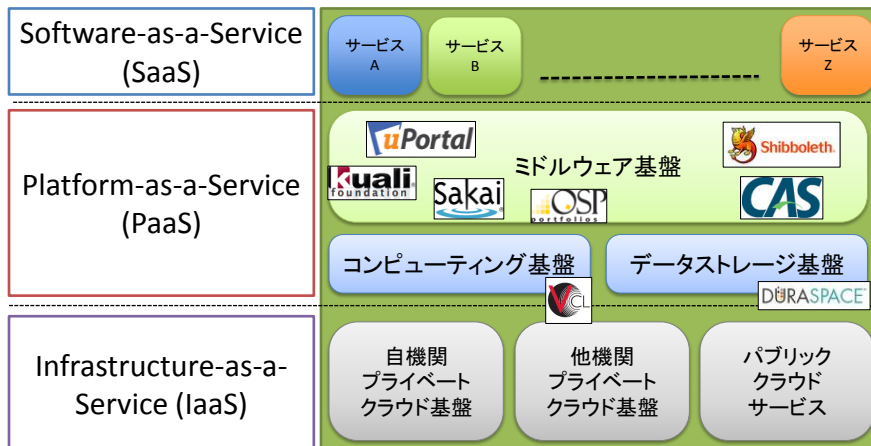 Software-as-a-Service
(SaaS)
サービス
A
サービス
B
サービス
Z
Platform-as-a-Service
(PaaS)
uPortal
Shibboleth.
ミドルウェア基盤
kuali
foundation
Sakai
OSP
portfolios
CAS
コンピューティング基盤
データストレージ基盤
VCL
DURASPACE
Infrastructure-as-a-
Service (IaaS)
自機関
プライベート
クラウド基盤
他機関
プライベート
クラウド基盤
パブリック
クラウド
サービス